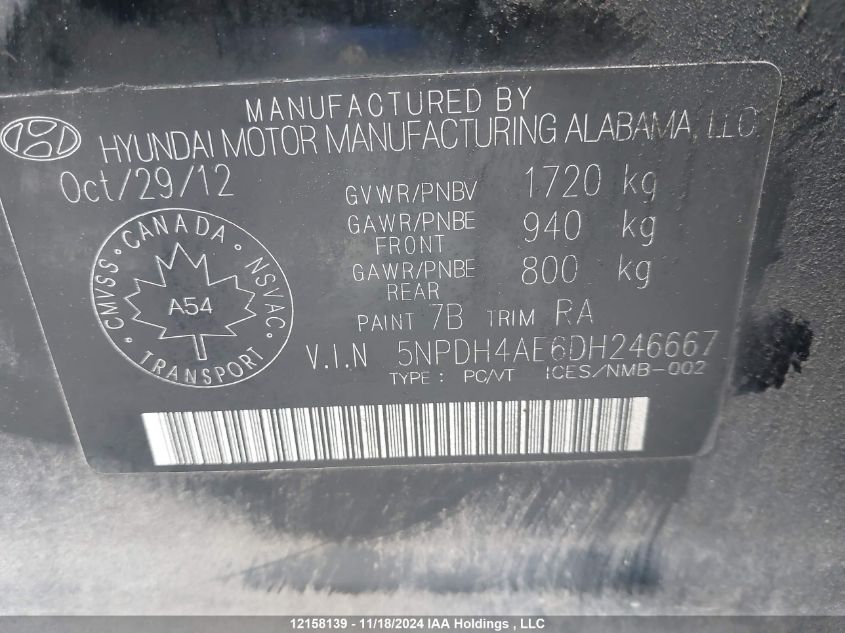 MANUFACTURED BY
HYUNDAI MOTOR MANUFACTURING ALABAMA, LLC
Oct/29/12
GVWR/PNBV 1720 kg
GAWR/PNBE FRONT 940 kg
GAWR/PNBE REAR 800 kg
CANADA
CMVSS
NSVAC
A54
TRANSPORT
PAINT 7B TRIM RA
V.I.N 5NPDH4AE6DH246667
TYPE : PC/VT ICES/NMB-002
12158139 - 11/18/2024 IAA Holdings , LLC